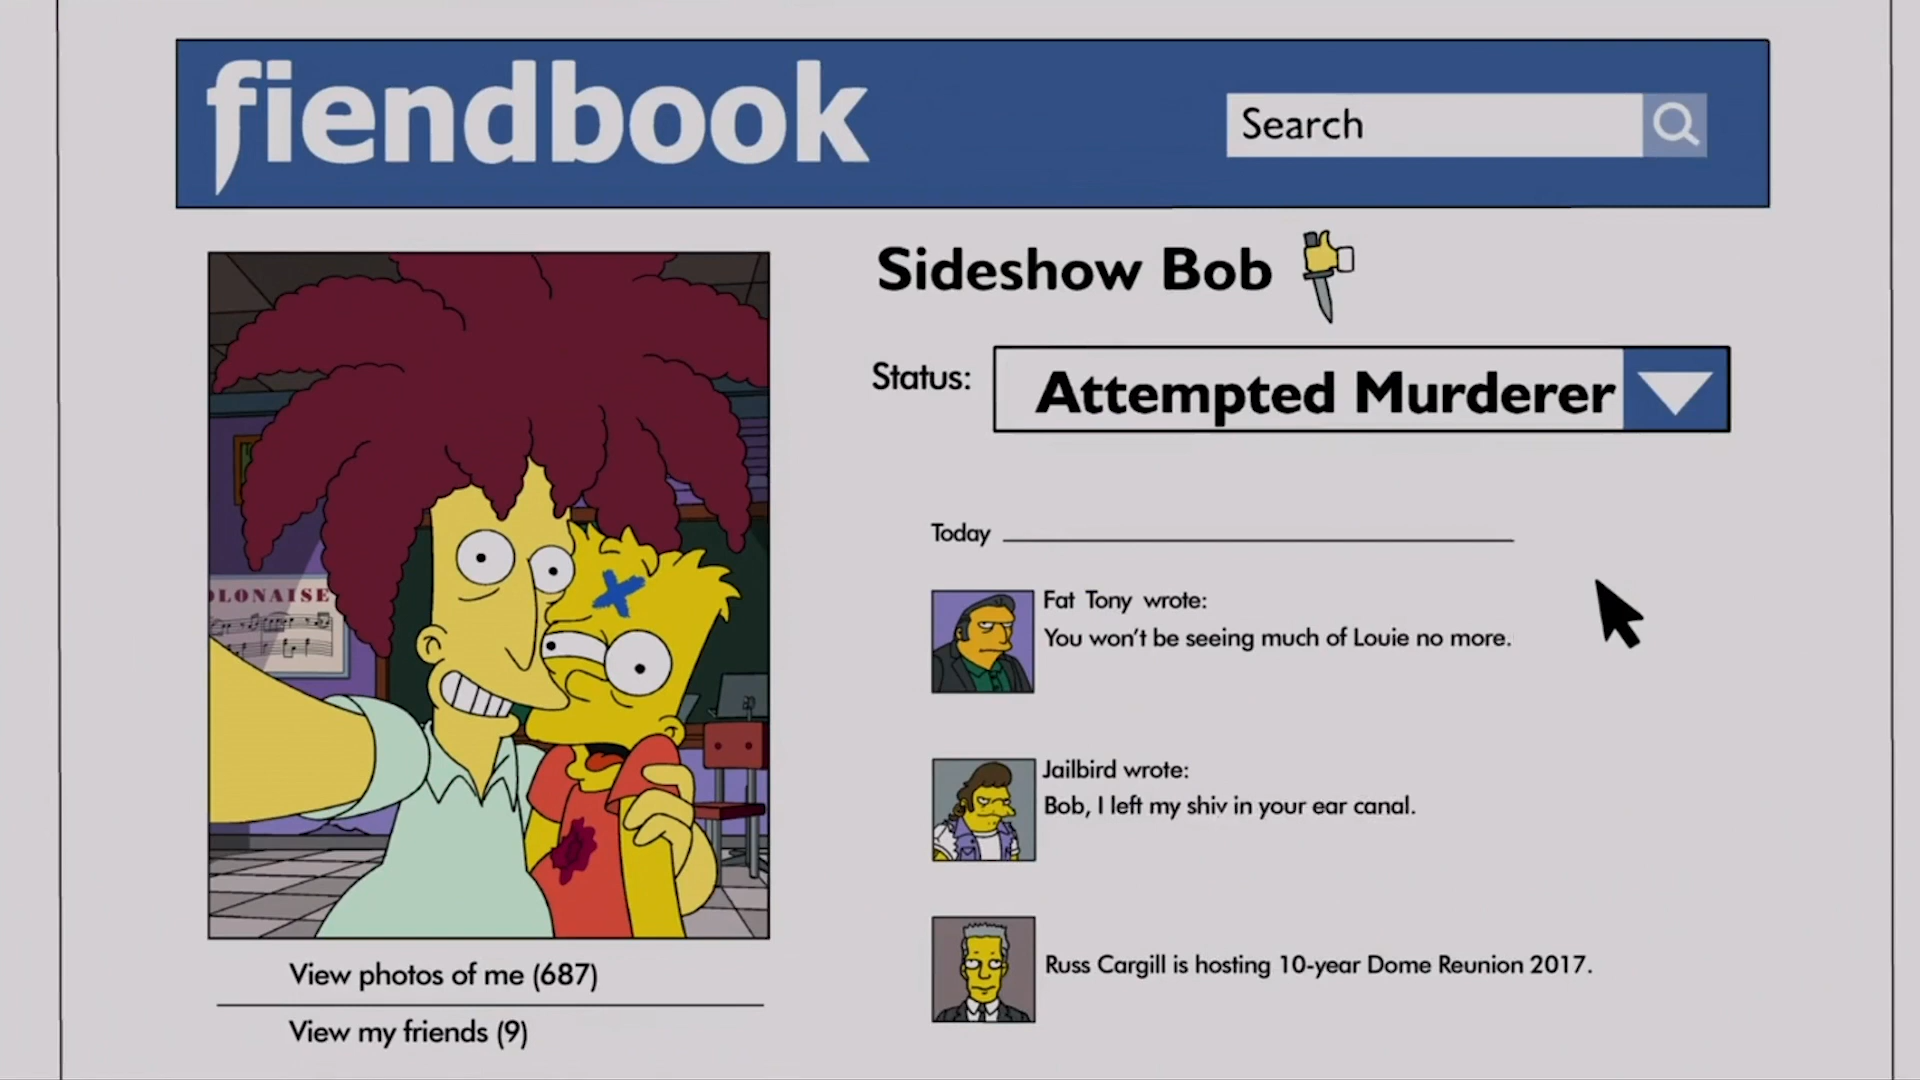 fiendbook
Search
Sideshow Bob
Status:
Attempted Murderer
Today
Fat Tony wrote:
You won't be seeing much of Louie no more.
Jailbird wrote:
Bob, I left my shiv in your ear canal.
Russ Cargill is hosting 10-year Dome Reunion 2017.
OLONAISE
View photos of me (687)
View my friends (9)